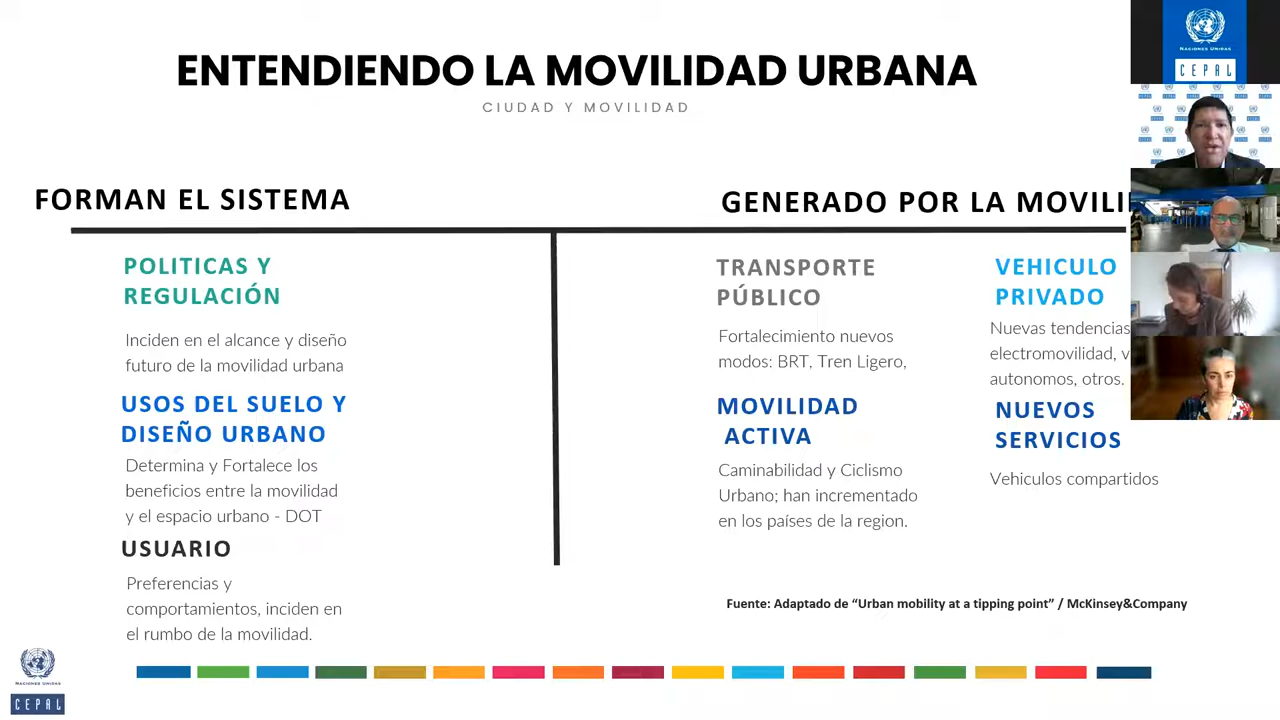 ENTENDIENDO LA MOVILIDAD URBANA
CIUDAD Y MOVILIDAD
NACIONES UNIDAS
CEPAL
FORMAN EL SISTEMA
POLITICAS Y
REGULACIÓN
Inciden en el alcance y diseño
futuro de la movilidad urbana
USOS DEL SUELO Y
DISEÑO URBANO
Determina y Fortalece los
beneficios entre la movilidad
y el espacio urbano - DOT
USUARIO
Preferencias y
comportamientos, inciden en
el rumbo de la movilidad.
GENERADO POR LA MOVILI
TRANSPORTE
PÚBLICO
Fortalecimiento nuevos
modos: BRT, Tren Ligero,
MOVILIDAD
ACTIVA
Caminabilidad y Ciclismo
Urbano; han incrementado
en los países de la region.
VEHICULO
PRIVADO
Nuevas tendencias
electromovilidad, v
autonomos, otros.
NUEVOS
SERVICIOS
Vehiculos compartidos
Fuente: Adaptado de “Urban mobility at a tipping point” / McKinsey&Company
NACIONES UNIDAS
CEPAL